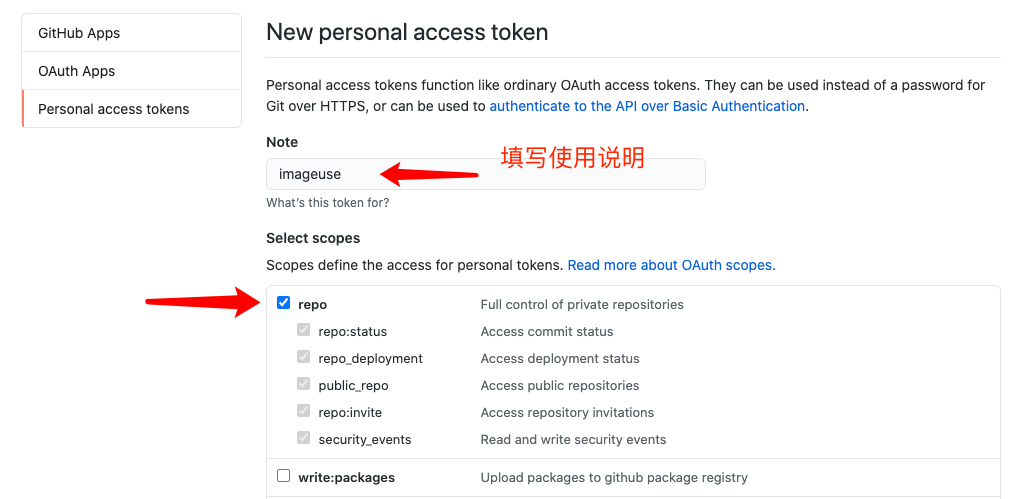 GitHub Apps
OAuth Apps
Personal access tokens
New personal access token
Personal access tokens function like ordinary OAuth access tokens. They can be used instead of a password for
Git over HTTPS, or can be used to authenticate to the API over Basic Authentication.
Note
填写使用说明
imageuse
What's this token for?
Select scopes
Scopes define the access for personal tokens. Read more about OAuth scopes.
repo Full control of private repositories
repo:status Access commit status
repo_deployment Access deployment status
public_repo Access public repositories
repo:invite Access repository invitations
security_events Read and write security events
write:packages Upload packages to github package registry